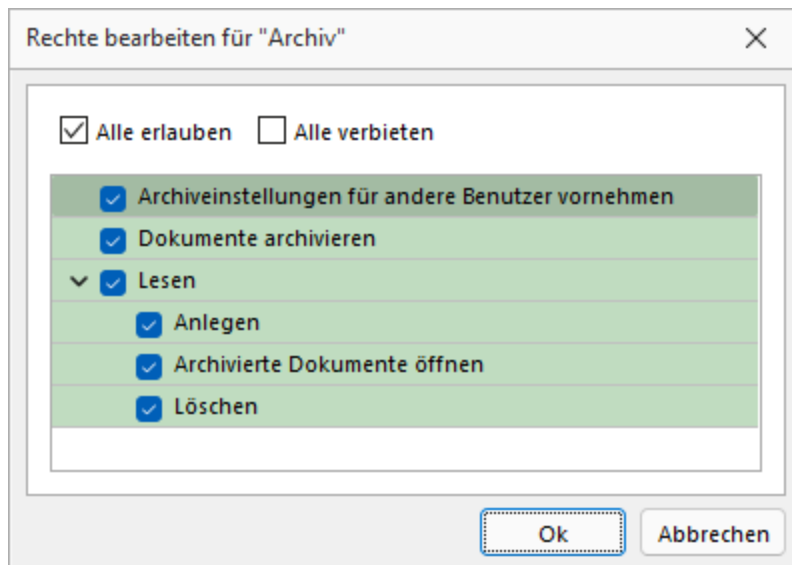 Rechte bearbeiten für "Archiv"
Alle erlauben Alle verbieten
Archiveinstellungen für andere Benutzer vornehmen
Dokumente archivieren
Lesen
Anlegen
Archivierte Dokumente öffnen
Löschen
Ok Abbrechen